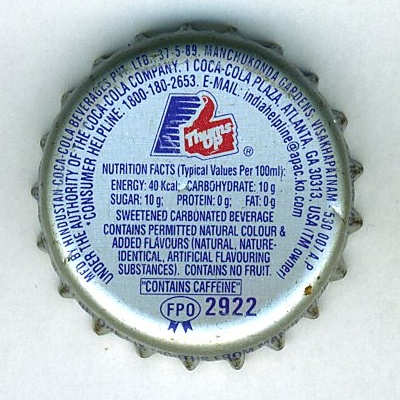 MFD. BY HINDUSTAN COCA-COLA BEVERAGES PVT. LTD., 37-5-89, MANCHUKONDA GARDENS, VISAKHAPATNAM - 530 007 A.P.
UNDER THE AUTHORITY OF THE COCA-COLA COMPANY. 1 COCA-COLA PLAZA, ATLANTA, GA 30313, USA (TM owner)
CONSUMER HELPLINE: 1800-180-2653. E-MAIL: indiahelpline@apac.ko.com
Thums
Up ®
NUTRITION FACTS (Typical Values Per 100ml):
ENERGY: 40 Kcal; CARBOHYDRATE: 10 g
SUGAR: 10 g; PROTEIN: 0 g; FAT: 0 g
SWEETENED CARBONATED BEVERAGE
CONTAINS PERMITTED NATURAL COLOUR &
ADDED FLAVOURS (NATURAL, NATURE-
IDENTICAL, ARTIFICIAL FLAVOURING
SUBSTANCES). CONTAINS NO FRUIT.
"CONTAINS CAFFEINE"
FPO 2922